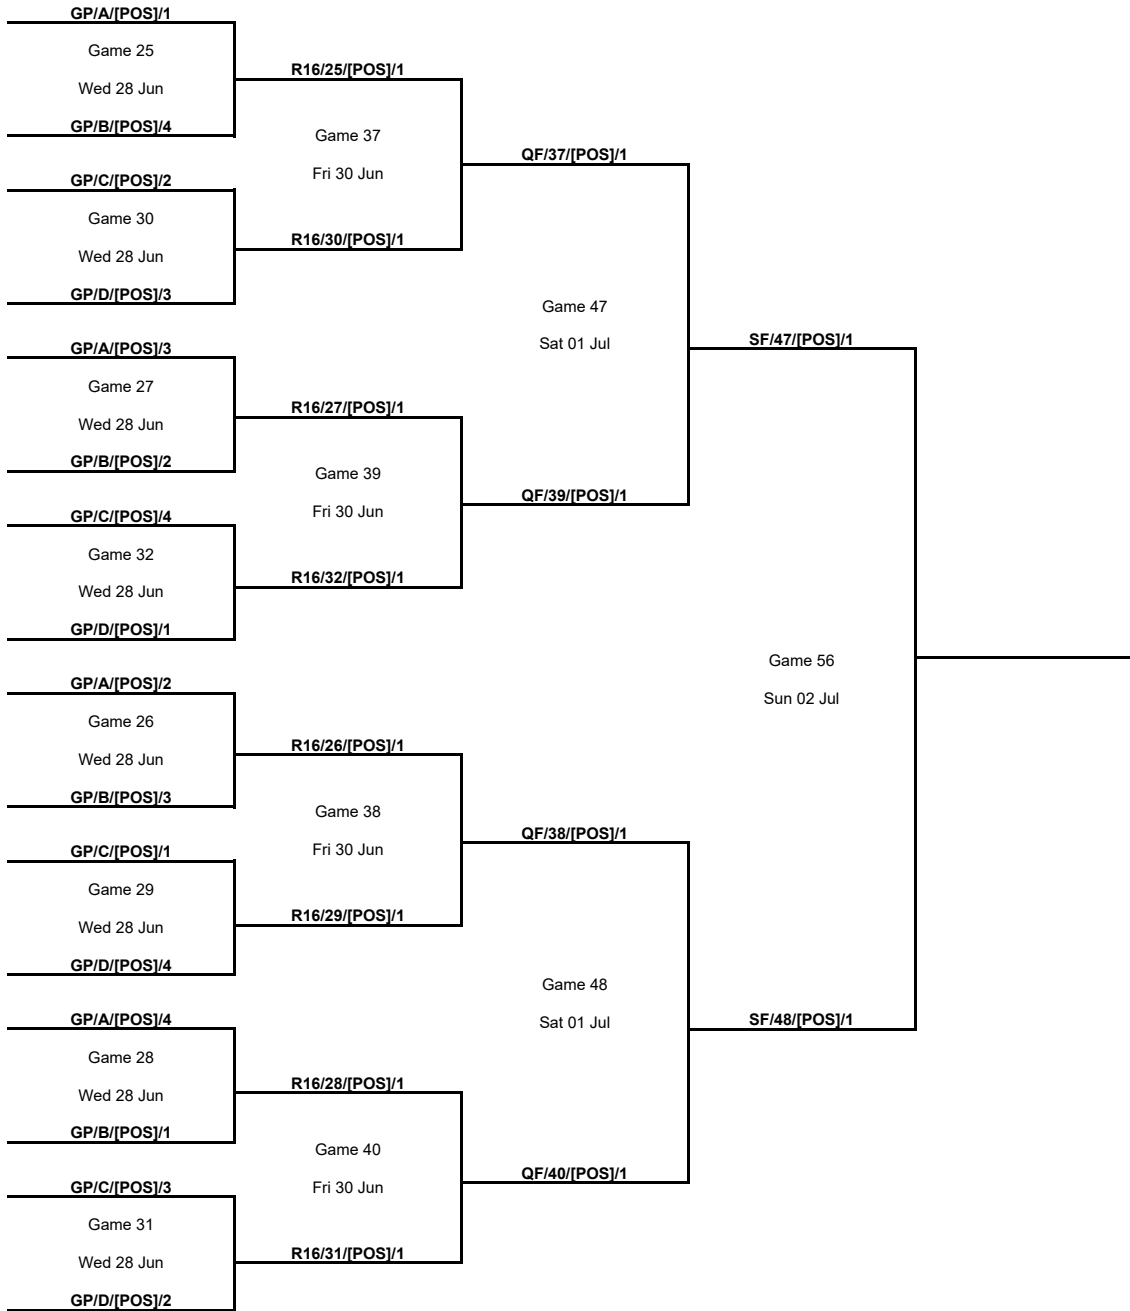 GP/A/[POS]/1
Game 25
Wed 28 Jun
GP/B/[POS]/4
GP/C/[POS]/2
Game 30
Wed 28 Jun
GP/D/[POS]/3
GP/A/[POS]/3
Game 27
Wed 28 Jun
GP/B/[POS]/2
GP/C/[POS]/4
Game 32
Wed 28 Jun
GP/D/[POS]/1
GP/A/[POS]/2
Game 26
Wed 28 Jun
GP/B/[POS]/3
GP/C/[POS]/1
Game 29
Wed 28 Jun
GP/D/[POS]/4
GP/A/[POS]/4
Game 28
Wed 28 Jun
GP/B/[POS]/1
GP/C/[POS]/3
Game 31
Wed 28 Jun
GP/D/[POS]/2
R16/25/[POS]/1
Game 37
Fri 30 Jun
R16/30/[POS]/1
R16/27/[POS]/1
Game 39
Fri 30 Jun
R16/32/[POS]/1
R16/26/[POS]/1
Game 38
Fri 30 Jun
R16/29/[POS]/1
R16/28/[POS]/1
Game 40
Fri 30 Jun
R16/31/[POS]/1
QF/37/[POS]/1
Game 47
Sat 01 Jul
QF/39/[POS]/1
QF/38/[POS]/1
Game 48
Sat 01 Jul
QF/40/[POS]/1
SF/47/[POS]/1
Game 56
Sun 02 Jul
SF/48/[POS]/1